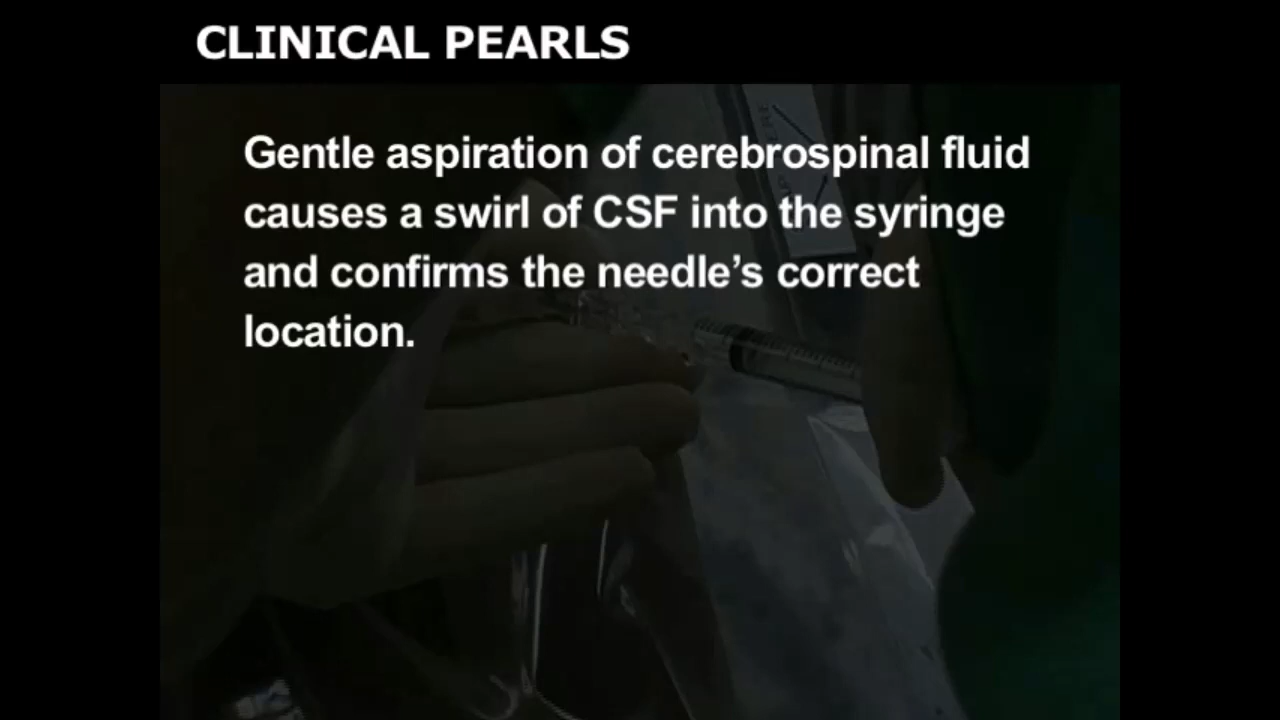 CLINICAL PEARLS
Gentle aspiration of cerebrospinal fluid
causes a swirl of CSF into the syringe
and confirms the needle’s correct
location.